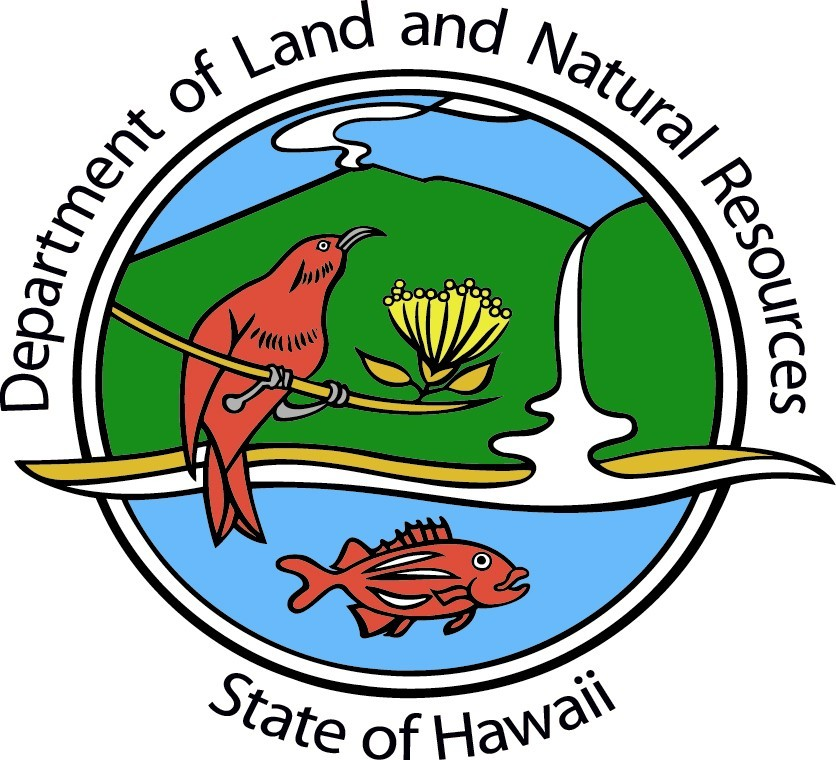 Department of Land and Natural Resources
State of Hawaii